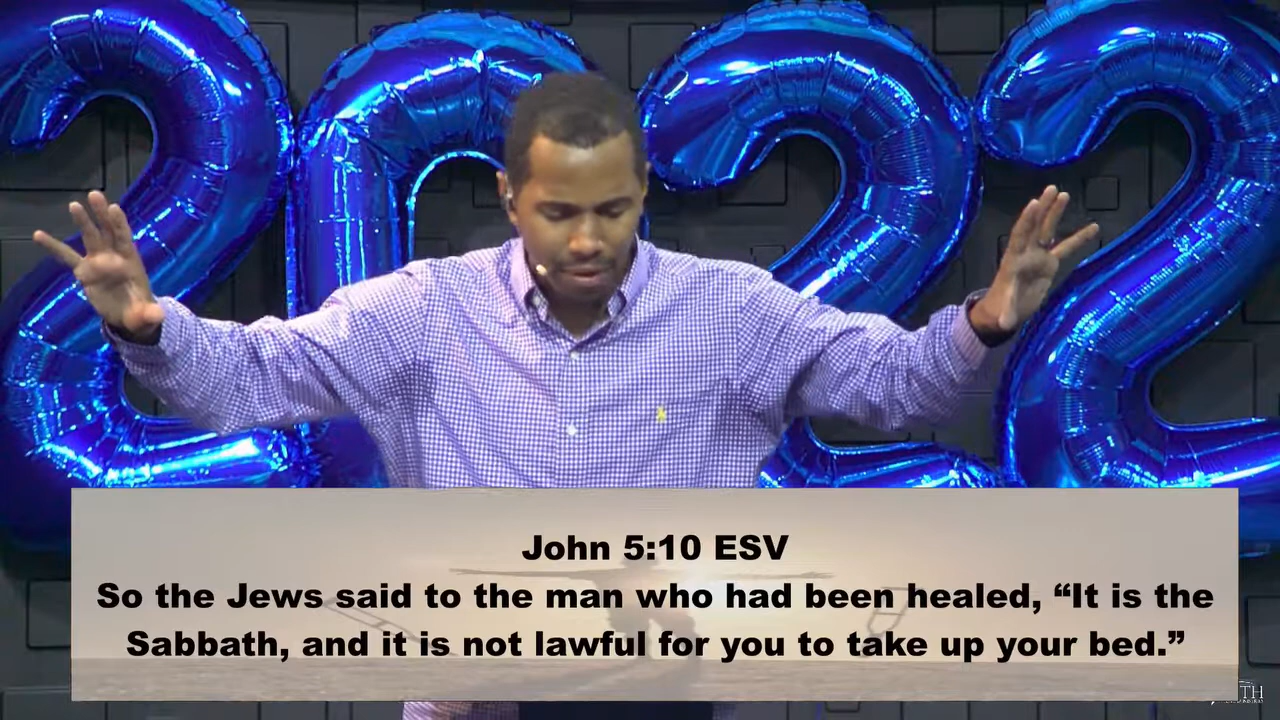 2022
John 5:10 ESV
So the Jews said to the man who had been healed, “It is the
Sabbath, and it is not lawful for you to take up your bed.”